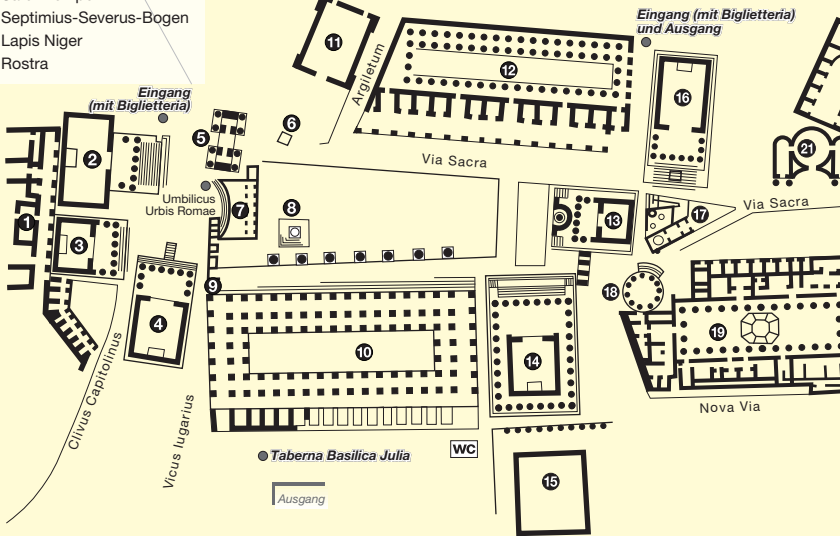 Septimius-Severus-Bogen
Lapis Niger
Rostra
Eingang
(mit Biglietteria)
Eingang (mit Biglietteria)
und Ausgang
11
Argiletum
12
16
5
6
2
Via Sacra
21
Umbilicus
Urbis Romae
7
8
1
3
13
17
Via Sacra
9
18
4
10
14
19
Clivus Capitolinus
Vicus Iugarius
Nova Via
Taberna Basilica Julia
WC
Ausgang
15